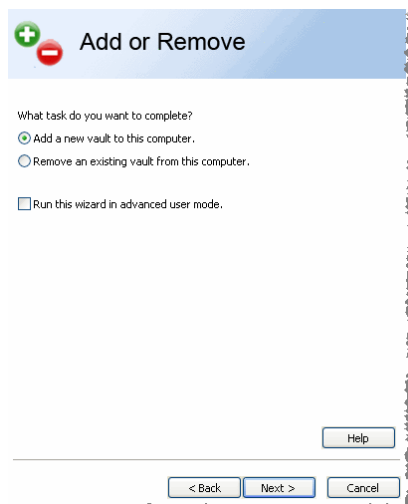 Add or Remove
What task do you want to complete?
Add a new vault to this computer.
Remove an existing vault from this computer.
Run this wizard in advanced user mode.
Help
< Back Next > Cancel